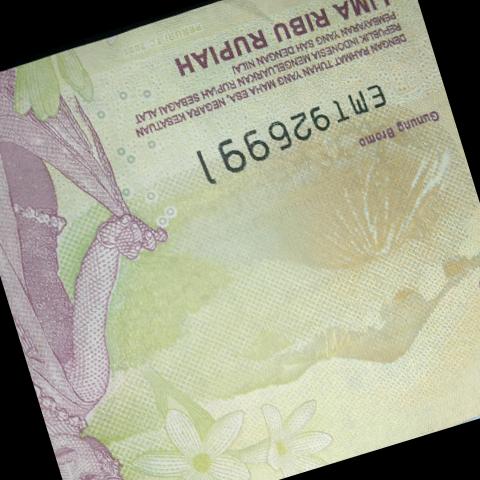 Gunung Bromo
EMT926991
DENGAN RAHMAT TUHAN YANG MAHA ESA, NEGARA KESATUAN
REPUBLIK INDONESIA MENGELUARKAN RUPIAH SEBAGAI ALAT
PEMBAYARAN YANG SAH DENGAN NILAI
LIMA RIBU RUPIAH